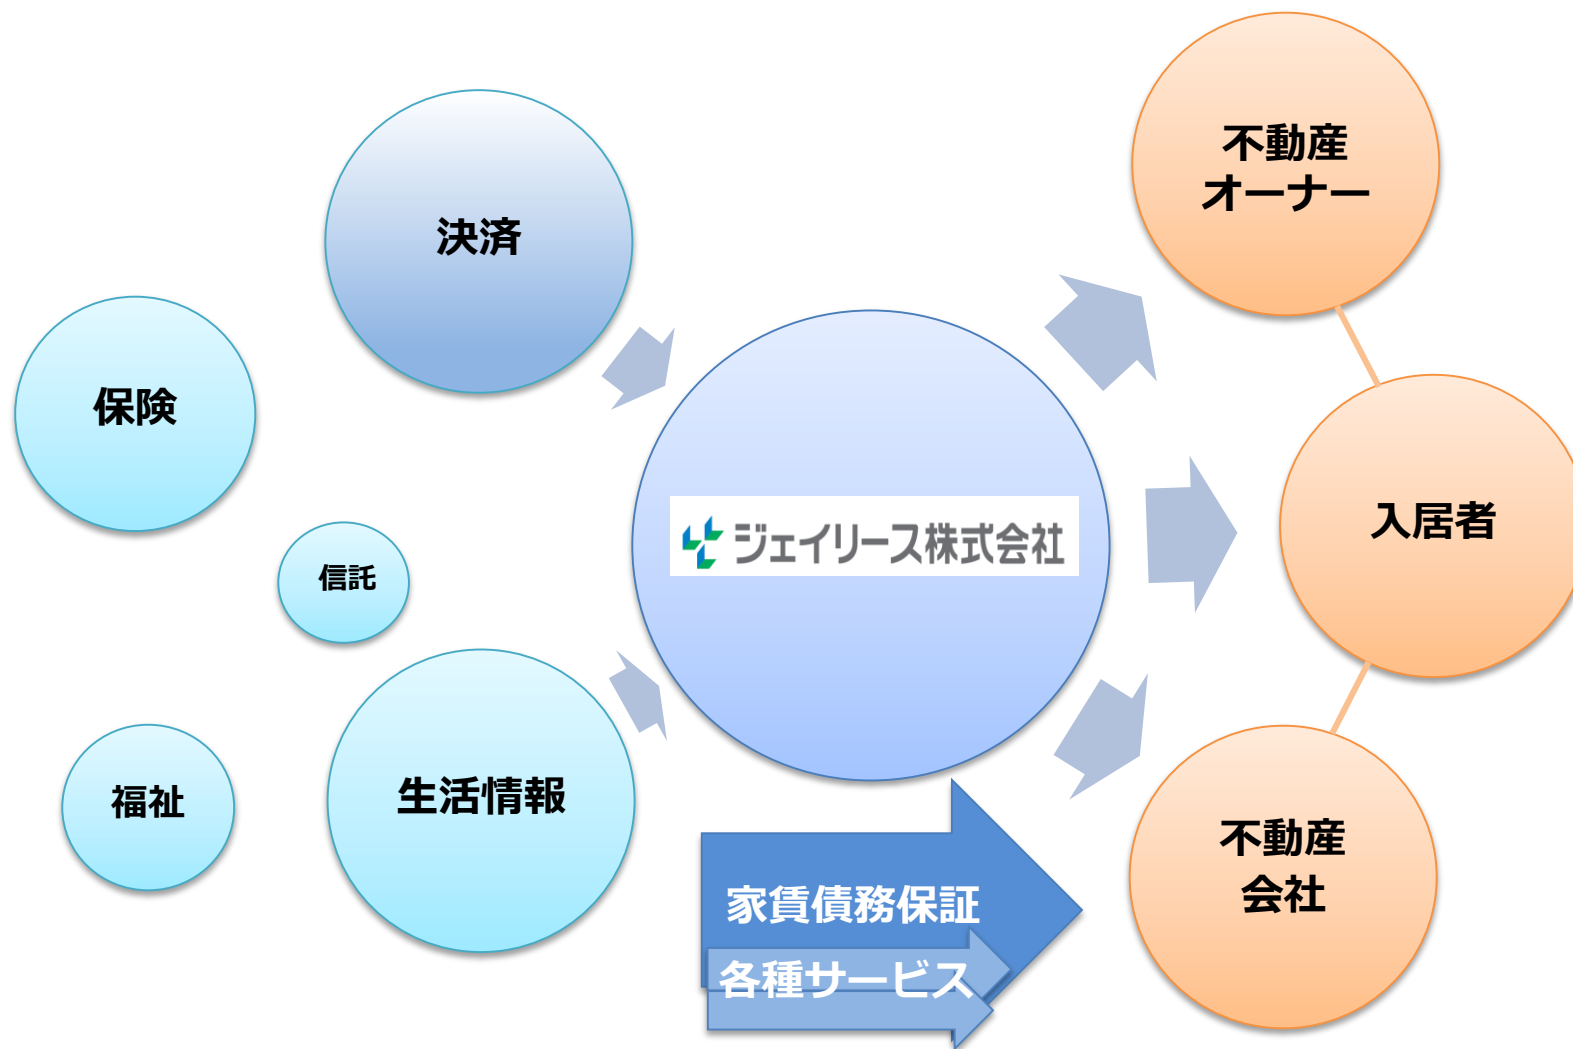 決済
保険
信託
福祉
生活情報
ジェイリース株式会社
家賃債務保証
各種サービス
不動産
オーナー
入居者
不動産
会社